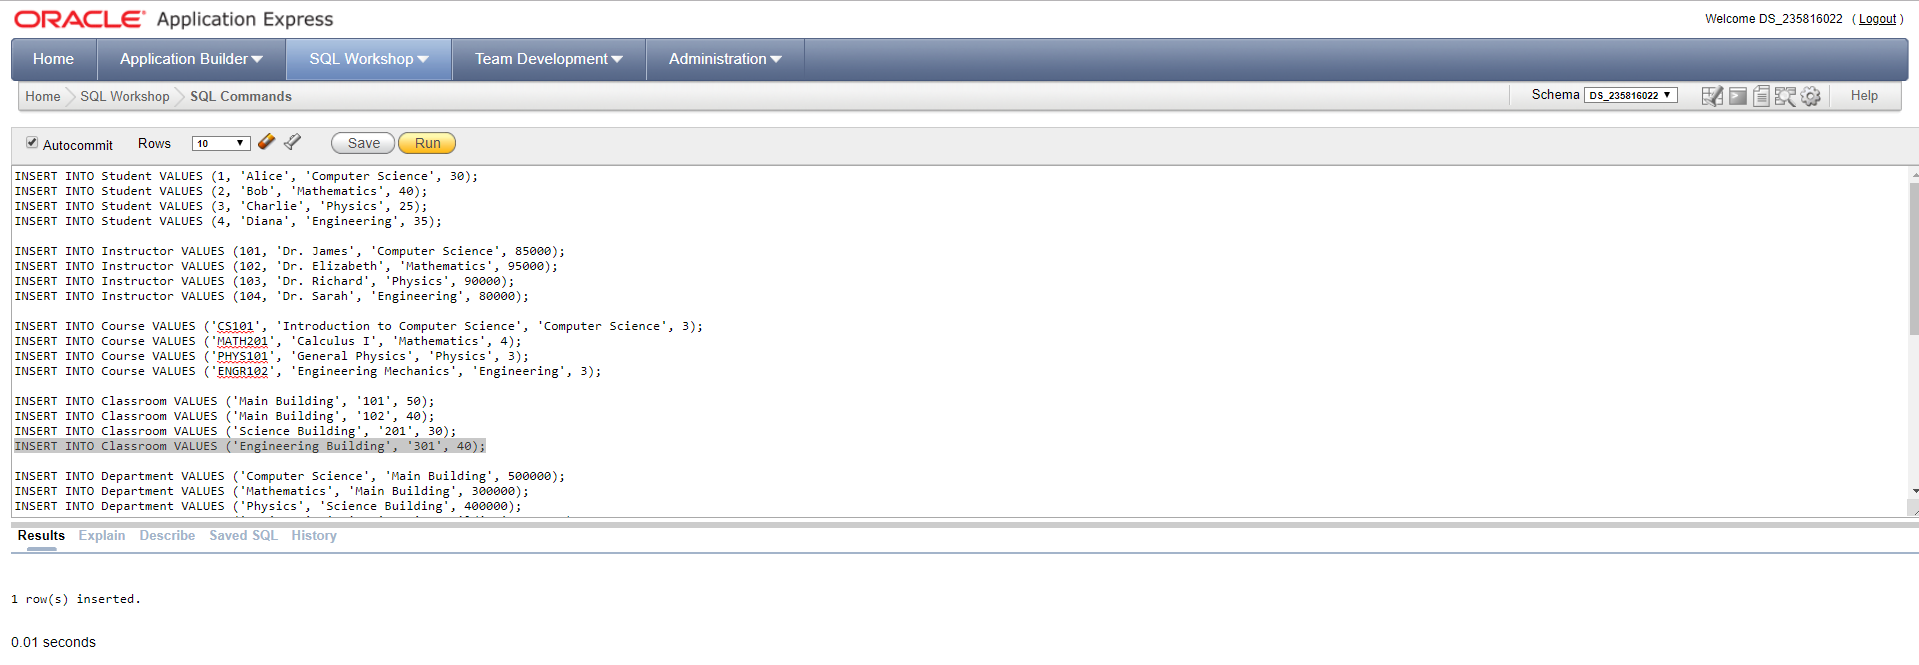 ORACLE Application Express
Welcome DS_235816022 ( Logout )
Home Application Builder SQL Workshop Team Development Administration
Home SQL Workshop SQL Commands
Schema DS_235816022 Help
Autocommit Rows 10 Save Run
INSERT INTO Student VALUES (1, 'Alice', 'Computer Science', 30);
INSERT INTO Student VALUES (2, 'Bob', 'Mathematics', 40);
INSERT INTO Student VALUES (3, 'Charlie', 'Physics', 25);
INSERT INTO Student VALUES (4, 'Diana', 'Engineering', 35);
INSERT INTO Instructor VALUES (101, 'Dr. James', 'Computer Science', 85000);
INSERT INTO Instructor VALUES (102, 'Dr. Elizabeth', 'Mathematics', 95000);
INSERT INTO Instructor VALUES (103, 'Dr. Richard', 'Physics', 90000);
INSERT INTO Instructor VALUES (104, 'Dr. Sarah', 'Engineering', 80000);
INSERT INTO Course VALUES ('CS101', 'Introduction to Computer Science', 'Computer Science', 3);
INSERT INTO Course VALUES ('MATH201', 'Calculus I', 'Mathematics', 4);
INSERT INTO Course VALUES ('PHYS101', 'General Physics', 'Physics', 3);
INSERT INTO Course VALUES ('ENGR102', 'Engineering Mechanics', 'Engineering', 3);
INSERT INTO Classroom VALUES ('Main Building', '101', 50);
INSERT INTO Classroom VALUES ('Main Building', '102', 40);
INSERT INTO Classroom VALUES ('Science Building', '201', 30);
INSERT INTO Classroom VALUES ('Engineering Building', '301', 40);
INSERT INTO Department VALUES ('Computer Science', 'Main Building', 500000);
INSERT INTO Department VALUES ('Mathematics', 'Main Building', 300000);
INSERT INTO Department VALUES ('Physics', 'Science Building', 400000);
Results Explain Describe Saved SQL History
1 row(s) inserted.
0.01 seconds